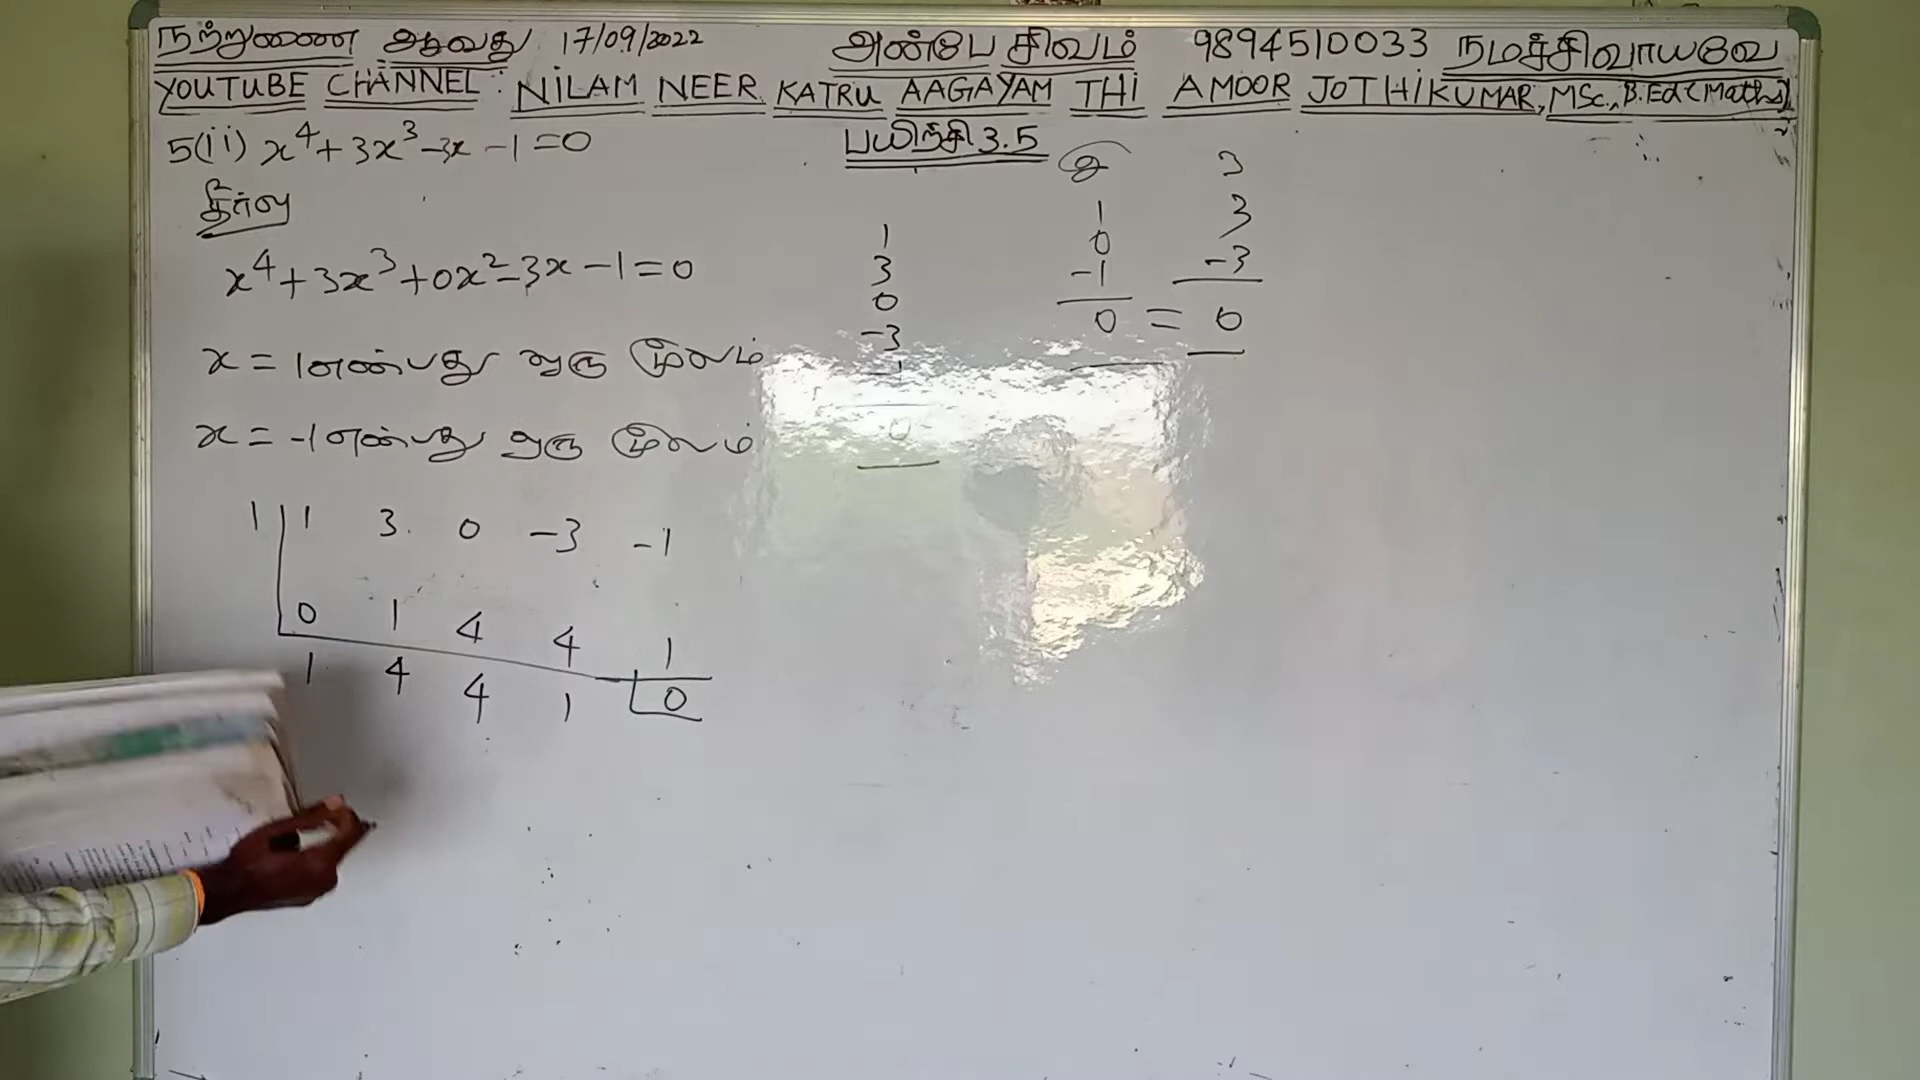 நற்றுணை ஆவது 17/09/2022 அன்பே சிவம் 9894510033 நமச்சிவாயவே
YOUTUBE CHANNEL: NILAM NEER KATRU AAGAYAM THI AMOOR JOTHIKUMAR, MSc., B.Ed (Maths)
5(ii) x⁴+3x³-3x-1=0 பயிற்சி 3.5
தீர்வு
x⁴+3x³+0x²-3x-1=0
x = 1 என்பது ஒரு மூலம்
x = -1 என்பது ஒரு மூலம்
1
3
0
-3
-1
0
3
1 3
0 -3
-1
0 = 0
1 | 1 3 0 -3 -1
0 1 4 4 1
1 4 4 1 0